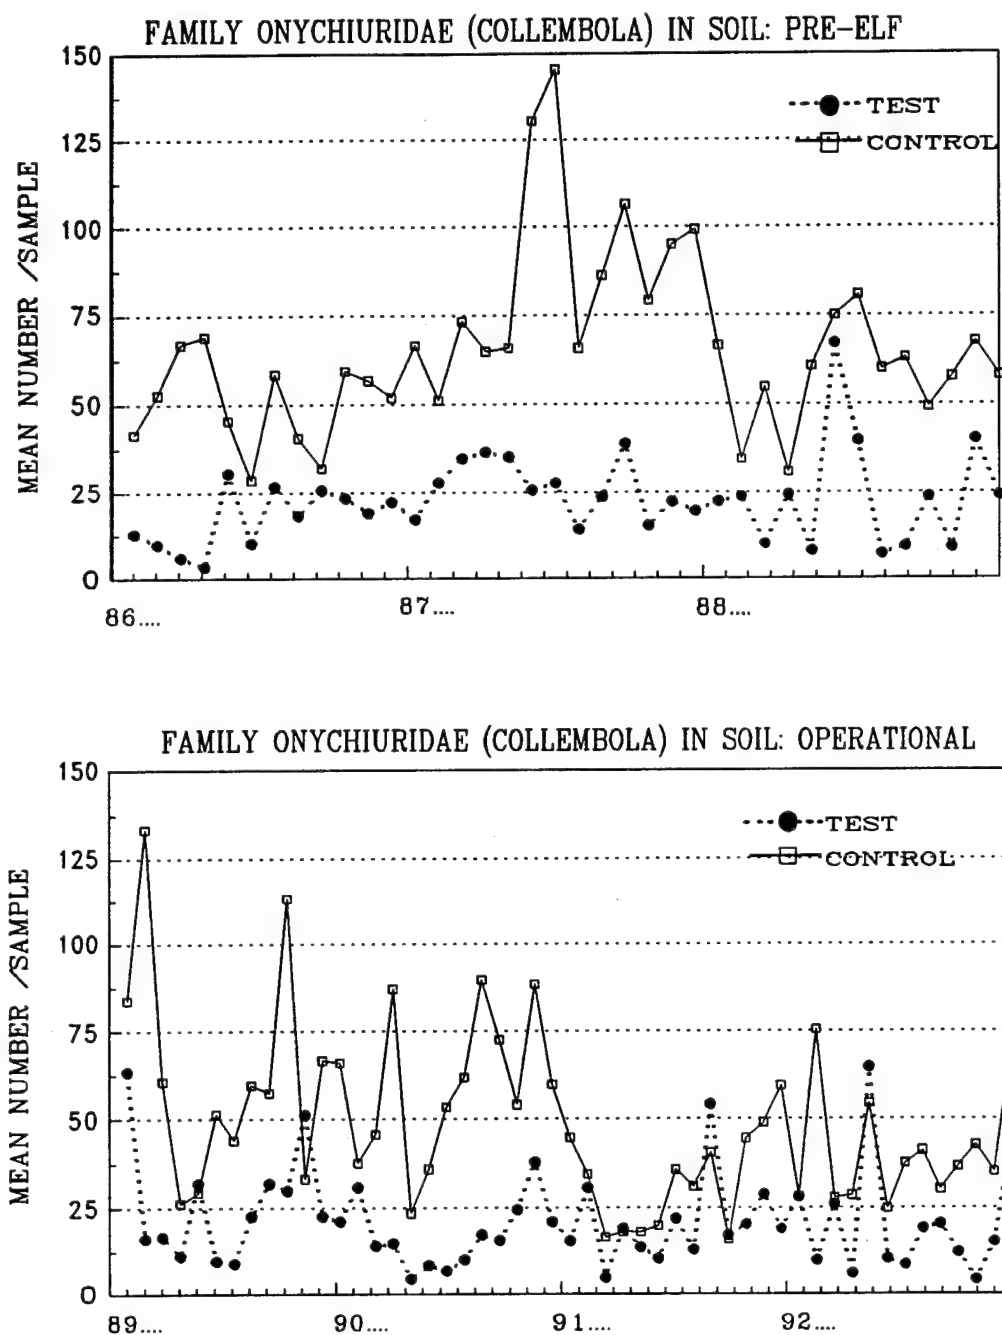 FAMILY ONYCHIURIDAE (COLLEMBOLA) IN SOIL: PRE-ELF
150
125
100
75
50
25
0
MEAN NUMBER /SAMPLE
TEST
CONTROL
86....
87....
88....
FAMILY ONYCHIURIDAE (COLLEMBOLA) IN SOIL: OPERATIONAL
150
125
100
75
50
25
0
MEAN NUMBER /SAMPLE
TEST
CONTROL
89....
90....
91....
92....